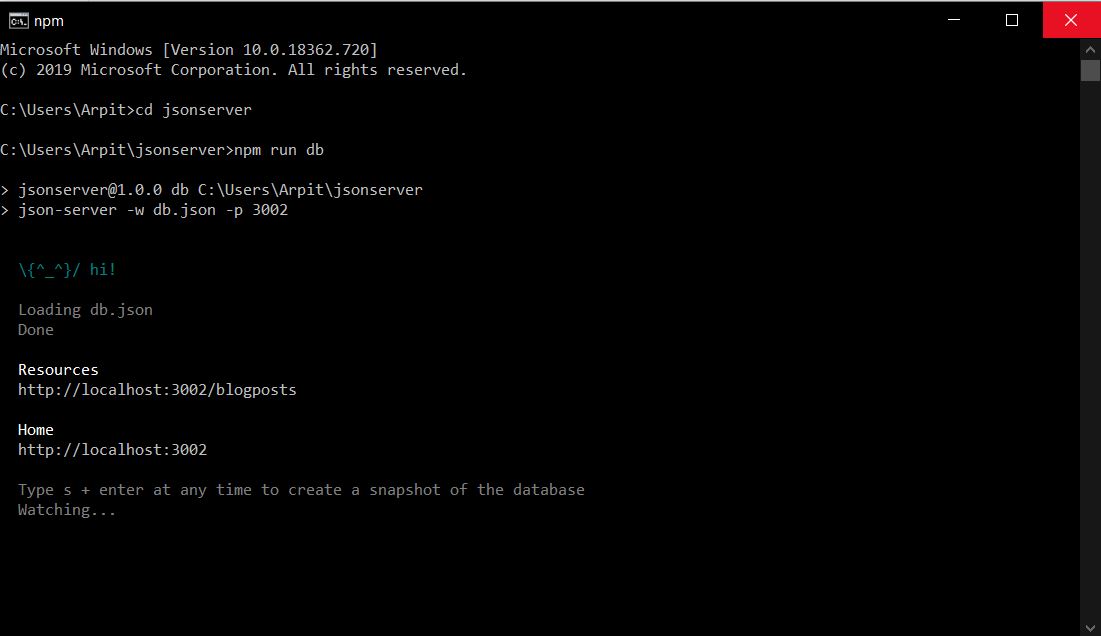 npm
Microsoft Windows [Version 10.0.18362.720]
(c) 2019 Microsoft Corporation. All rights reserved.
C:\Users\Arpit>cd jsonserver
C:\Users\Arpit\jsonserver>npm run db
> jsonserver@1.0.0 db C:\Users\Arpit\jsonserver
> json-server -w db.json -p 3002
\{^_^}/ hi!
Loading db.json
Done
Resources
http://localhost:3002/blogposts
Home
http://localhost:3002
Type s + enter at any time to create a snapshot of the database
Watching...